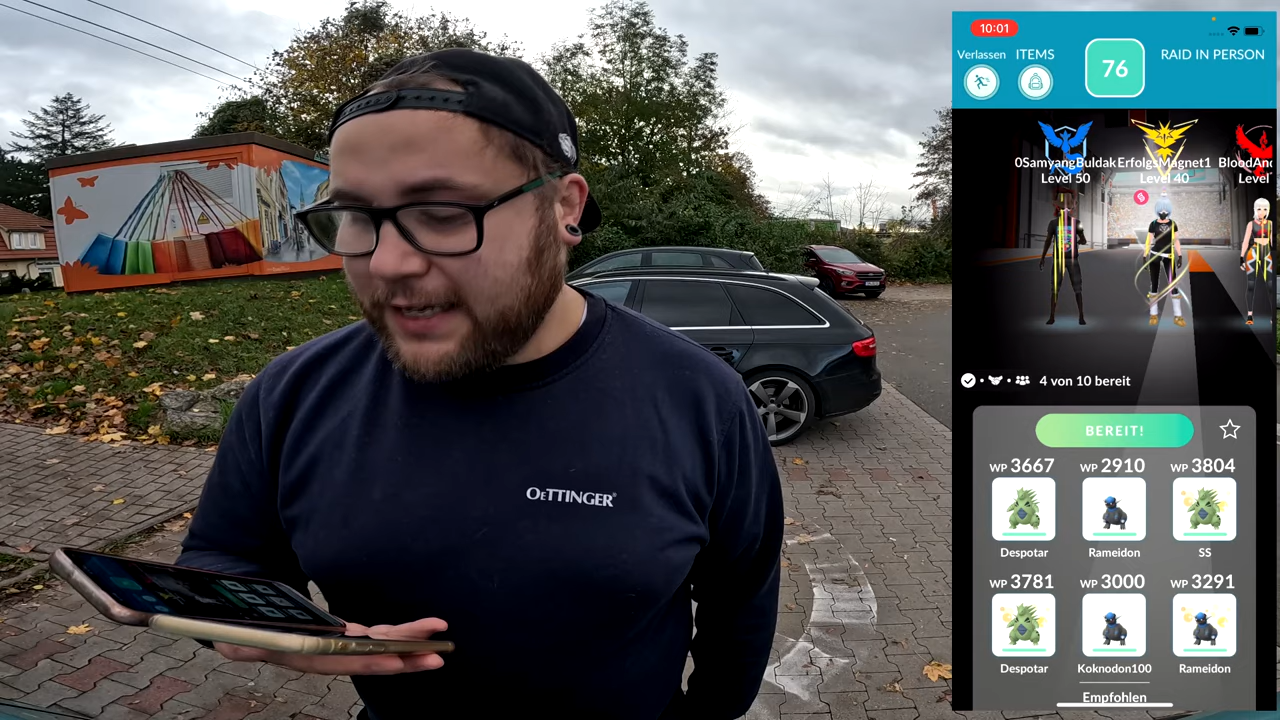 10:01
Verlassen ITEMS
76
RAID IN PERSON
0SamyangBuldak ErfolgsMagnet1 BloodAn
Level 50 Level 40 Level
4 von 10 bereit
BEREIT!
WP 3667 WP 2910 WP 3804
Despotar Rameidon SS
WP 3781 WP 3000 WP 3291
Despotar Koknodon100 Rameidon
Empfohlen
OETTINGER